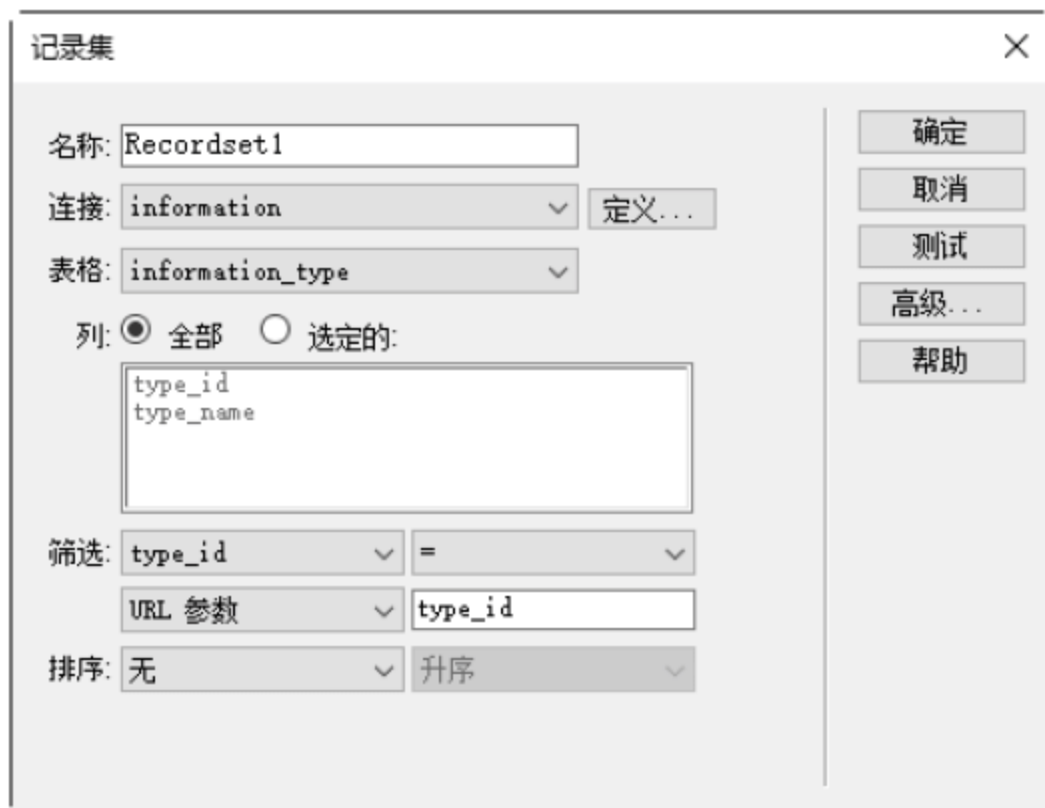 记录集
名称: Recordset1
连接: information 定义...
表格: information_type
列: 全部 选定的:
type_id
type_name
筛选: type_id =
URL 参数 type_id
排序: 无 升序
确定
取消
测试
高级...
帮助